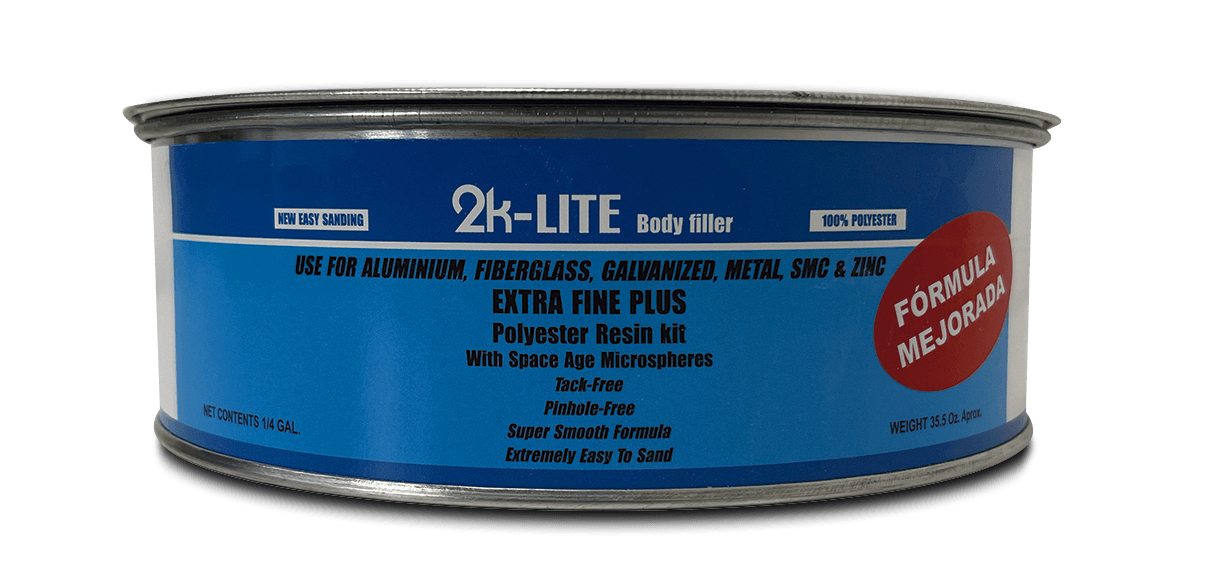 NEW EASY SANDING
2k-LITE Body filler
100% POLYESTER
USE FOR ALUMINIUM, FIBERGLASS, GALVANIZED, METAL, SMC & ZINC
EXTRA FINE PLUS
Polyester Resin kit
With Space Age Microspheres
Tack-Free
Pinhole-Free
Super Smooth Formula
Extremely Easy To Sand
FÓRMULA
MEJORADA
NET CONTENTS 1/4 GAL.
WEIGHT 35.5 Oz. Aprox.